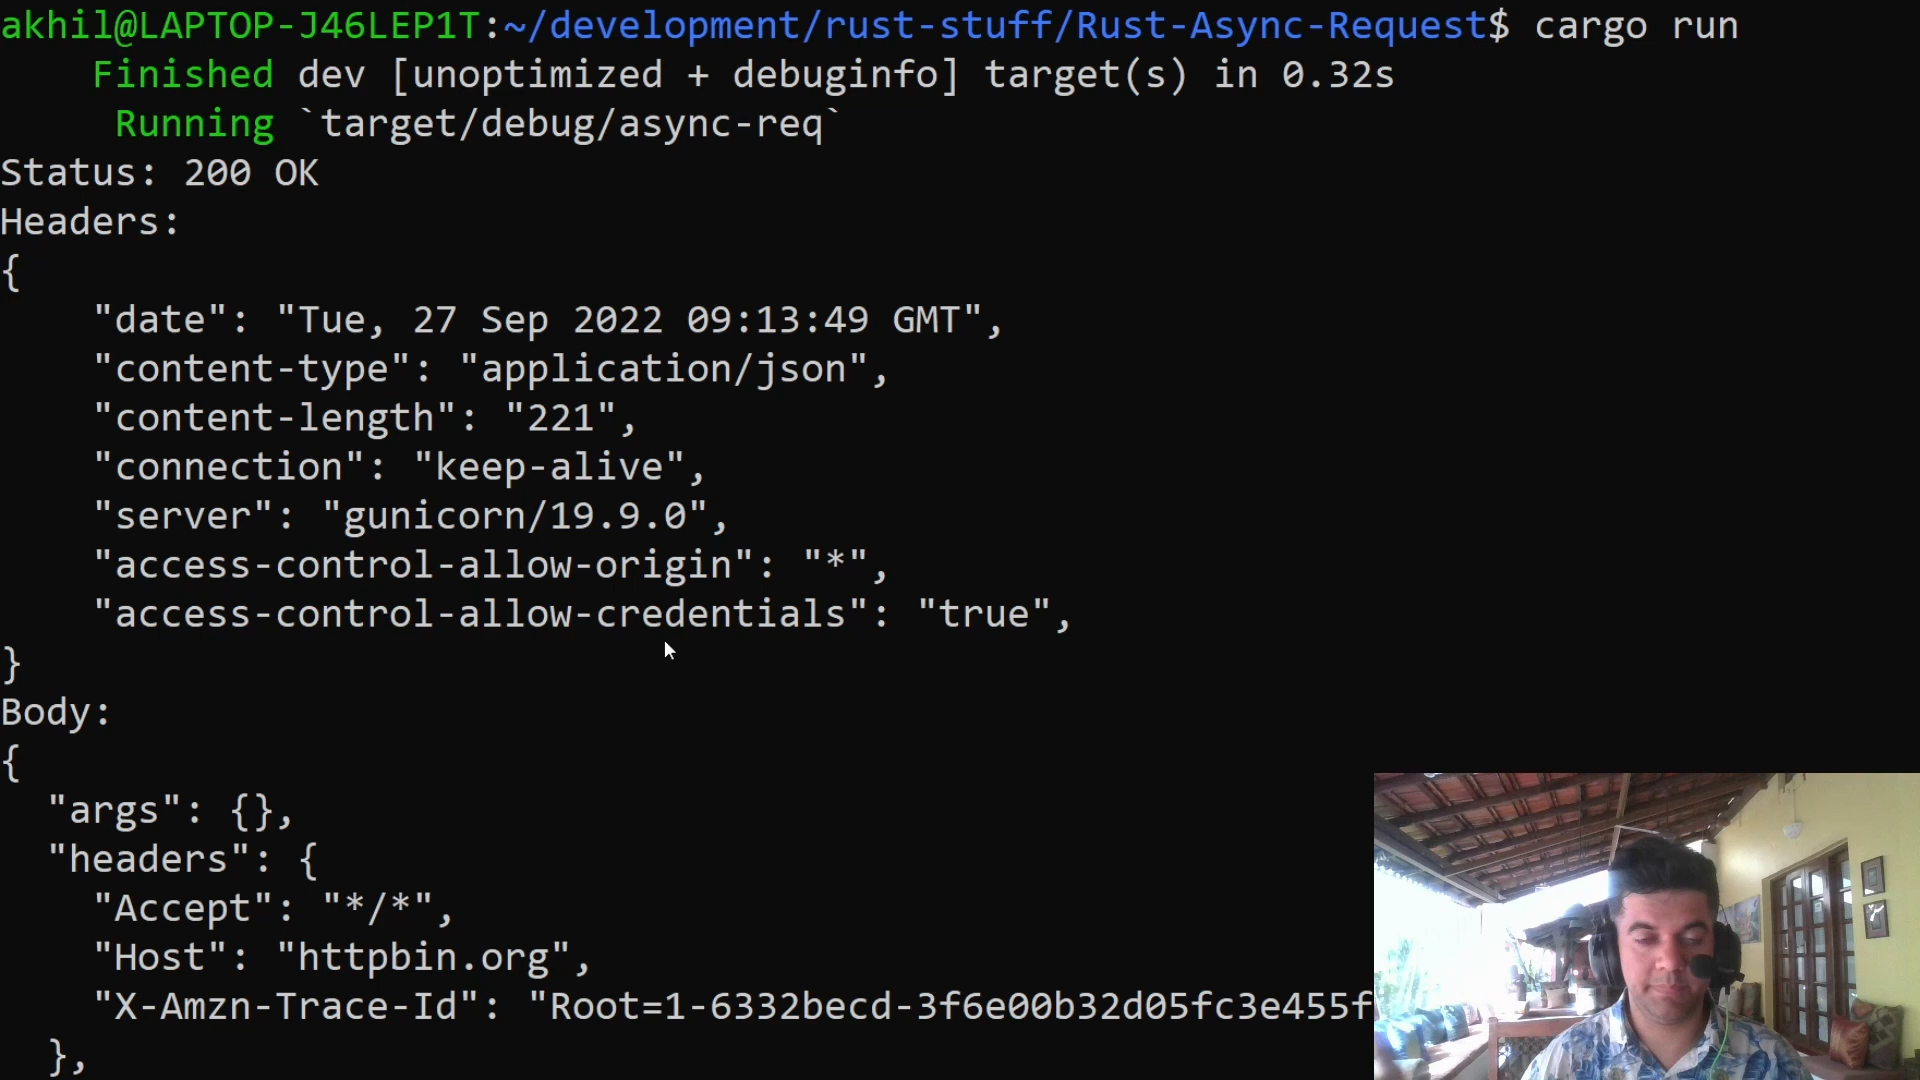 akhil@LAPTOP-J46LEP1T:~/development/rust-stuff/Rust-Async-Request$ cargo run
    Finished dev [unoptimized + debuginfo] target(s) in 0.32s
     Running `target/debug/async-req`
Status: 200 OK
Headers:
{
    "date": "Tue, 27 Sep 2022 09:13:49 GMT",
    "content-type": "application/json",
    "content-length": "221",
    "connection": "keep-alive",
    "server": "gunicorn/19.9.0",
    "access-control-allow-origin": "*",
    "access-control-allow-credentials": "true",
}
Body:
{
  "args": {},
  "headers": {
    "Accept": "*/*",
    "Host": "httpbin.org",
    "X-Amzn-Trace-Id": "Root=1-6332becd-3f6e00b32d05fc3e455f
  },